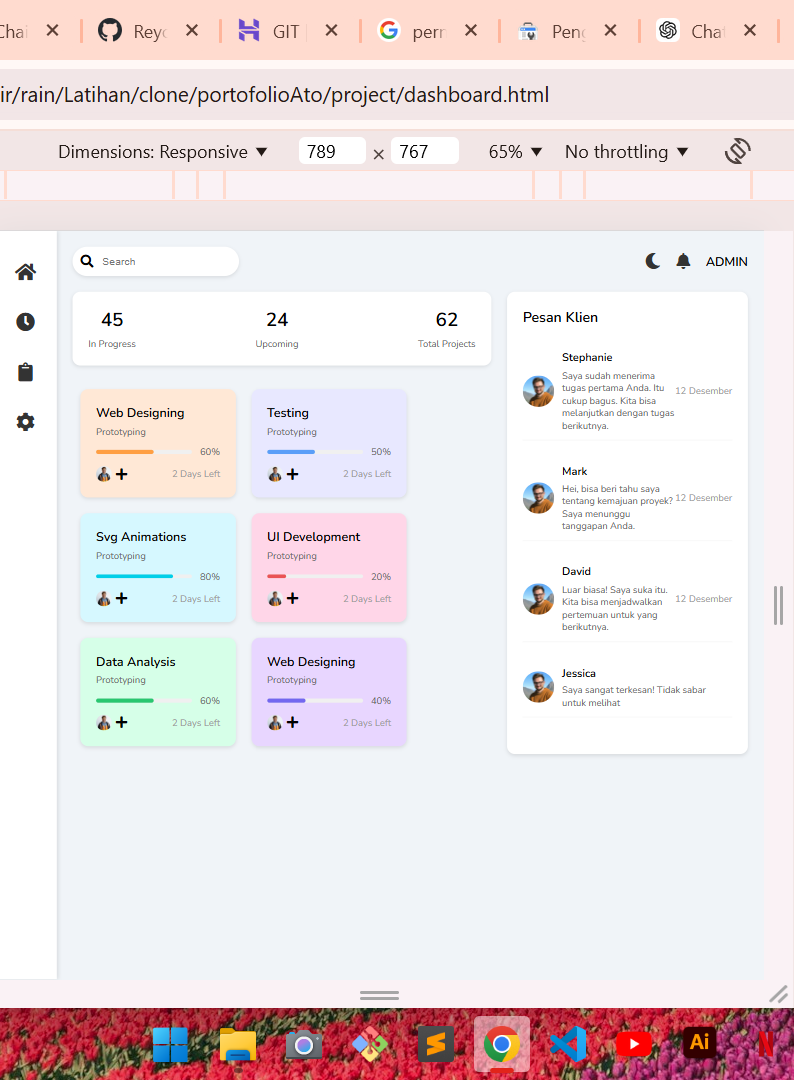 Chai
Reyc
GIT
perr
Peng
Chat
ir/rain/Latihan/clone/portofolioAto/project/dashboard.html
Dimensions: Responsive ▼ 789 × 767 65% ▼ No throttling ▼
Search
ADMIN
45
In Progress
24
Upcoming
62
Total Projects
Web Designing
Prototyping
60%
2 Days Left
Testing
Prototyping
50%
2 Days Left
Svg Animations
Prototyping
80%
2 Days Left
UI Development
Prototyping
20%
2 Days Left
Data Analysis
Prototyping
60%
2 Days Left
Web Designing
Prototyping
40%
2 Days Left
Pesan Klien
Stephanie
Saya sudah menerima
tugas pertama Anda. Itu
cukup bagus. Kita bisa
melanjutkan dengan tugas
berikutnya.
12 Desember
Mark
Hei, bisa beri tahu saya
tentang kemajuan proyek?
Saya menunggu
tanggapan Anda.
12 Desember
David
Luar biasa! Saya suka itu.
Kita bisa menjadwalkan
pertemuan untuk yang
berikutnya.
12 Desember
Jessica
Saya sangat terkesan! Tidak sabar
untuk melihat
Ai
N